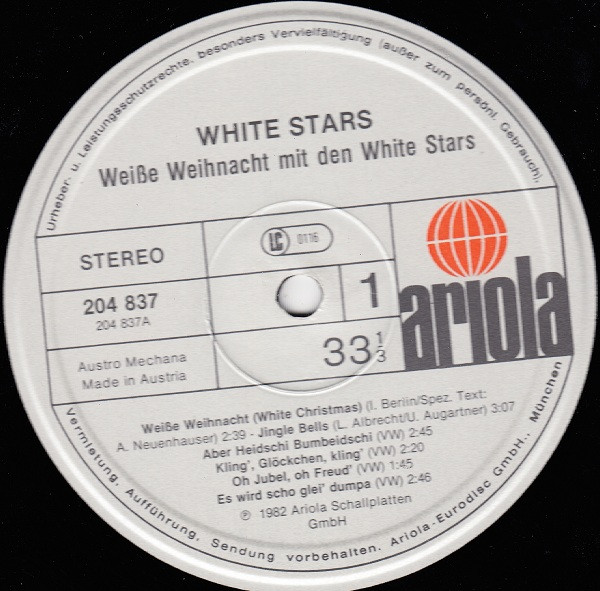 Urheber- u. Leistungsschutzrechte, besonders Vervielfältigung (außer zum persönl. Gebrauch),
WHITE STARS
Weiße Weihnacht mit den White Stars
STEREO
LC 0116
204 837
204 837A
1
ariola
Austro Mechana
Made in Austria
33 1/3
Weiße Weihnacht (White Christmas) (I. Berlin/Spez. Text:
A. Neuenhauser) 2:39 - Jingle Bells (L. Albrecht/U. Augartner) 3:07
Aber Heidschi Bumbeidschi (VW) 2:45
Kling', Glöckchen, kling' (VW) 2:20
Oh Jubel, oh Freud' (VW) 1:45
Es wird scho glei' dumpa (VW) 2:46
℗ 1982 Ariola Schallplatten
GmbH
Vermietung, Aufführung, Sendung vorbehalten. Ariola-Eurodisc GmbH., München